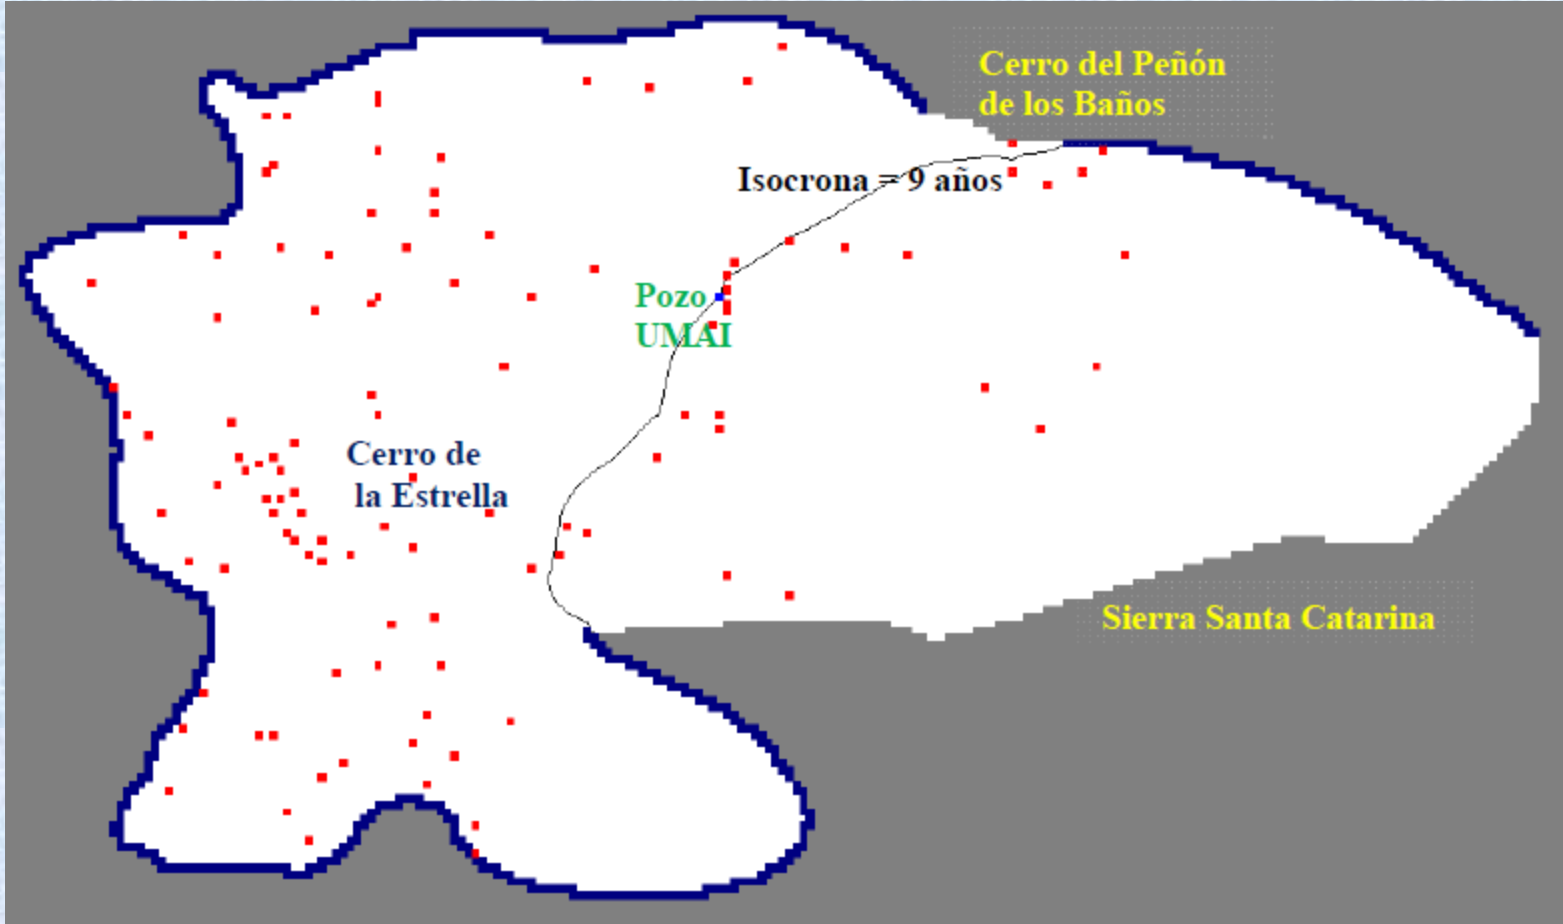 Cerro del Peñón
de los Baños
Isocrona = 9 años
Pozo
UMAI
Cerro de
la Estrella
Sierra Santa Catarina